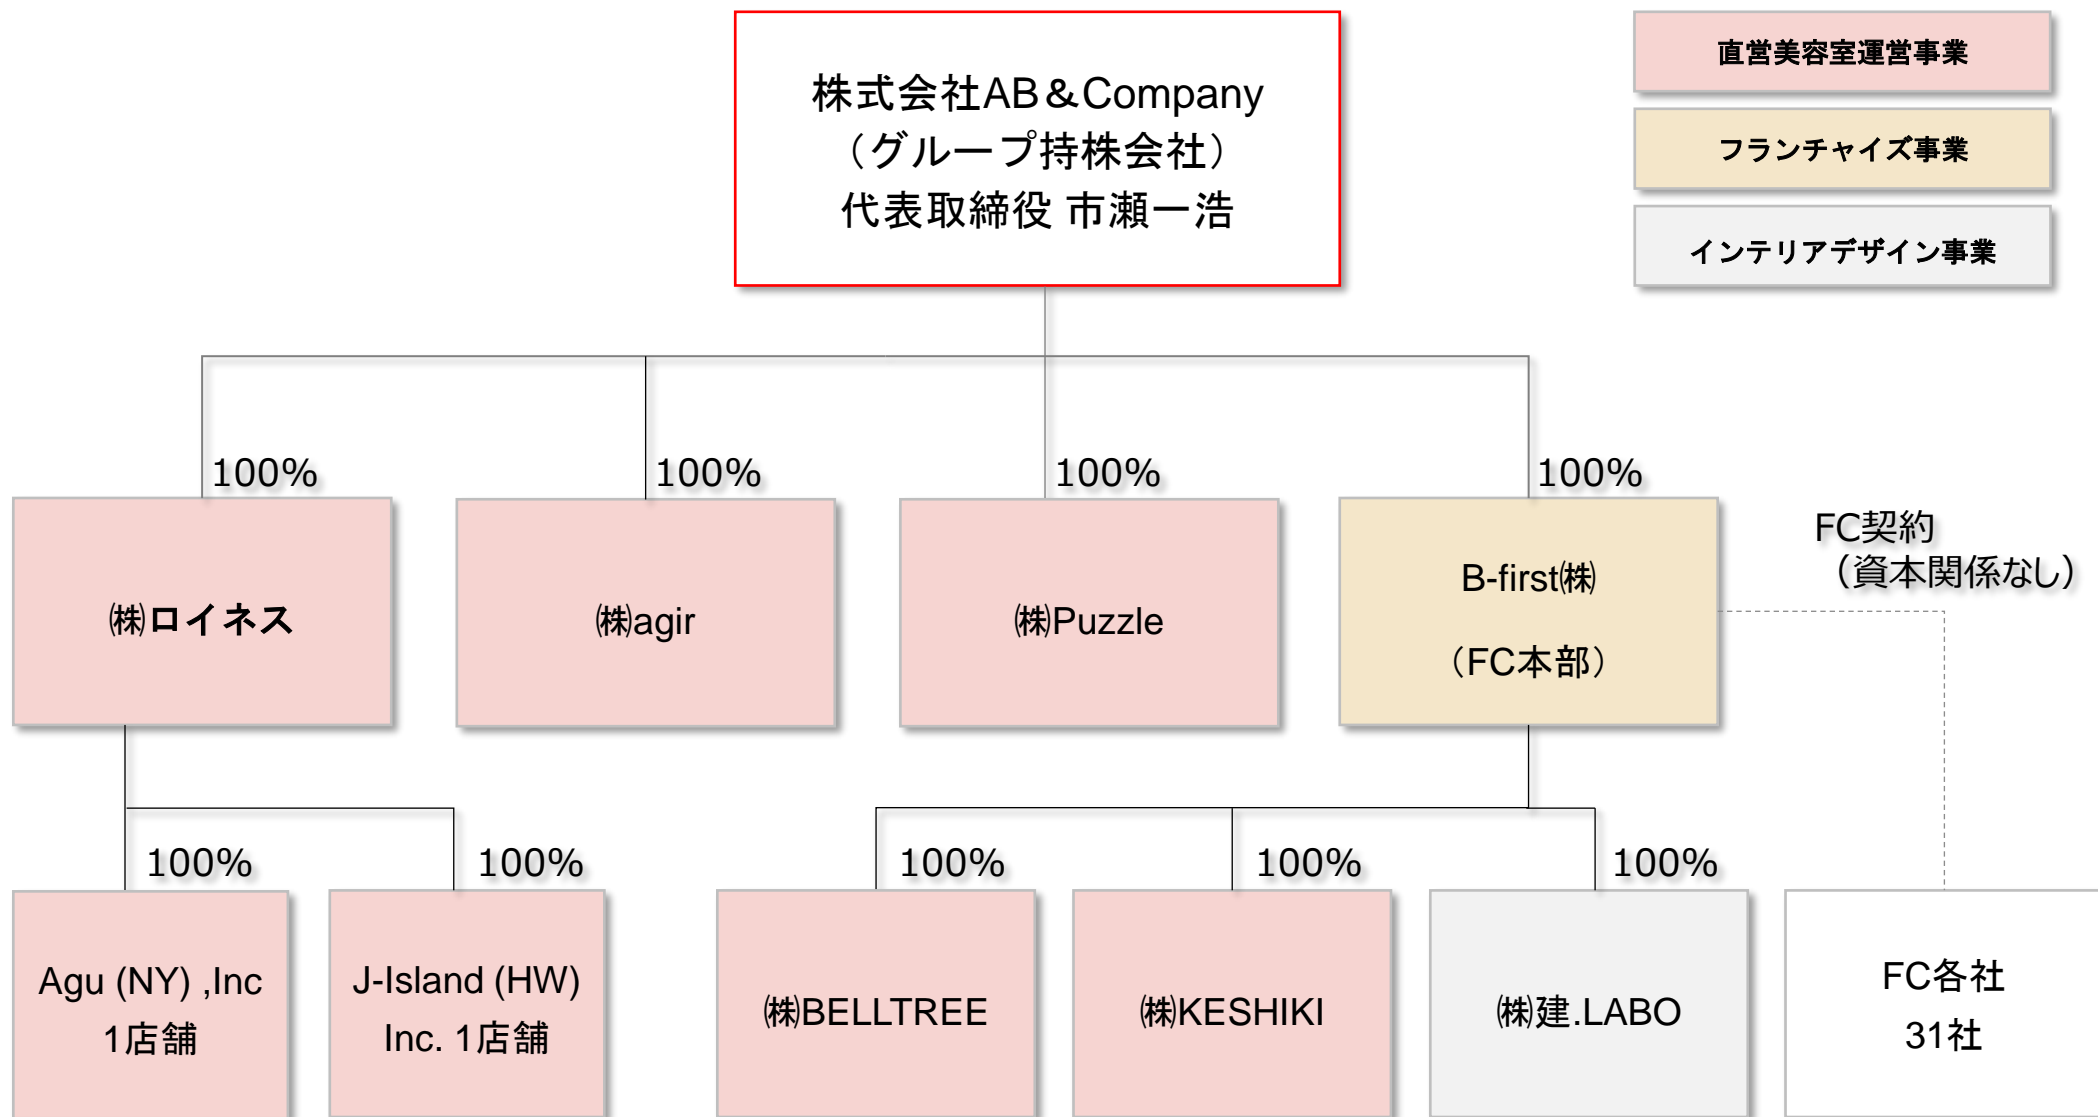 株式会社AB＆Company
（グループ持株会社）
代表取締役 市瀬一浩
直営美容室運営事業
フランチャイズ事業
インテリアデザイン事業
100%
100%
100%
100%
㈱ロイネス
㈱agir
㈱Puzzle
B-first㈱
（FC本部）
FC契約
（資本関係なし）
100%
100%
100%
100%
100%
Agu (NY) ,Inc
1店舗
J-Island (HW)
Inc. 1店舗
㈱BELLTREE
㈱KESHIKI
㈱建.LABO
FC各社
31社